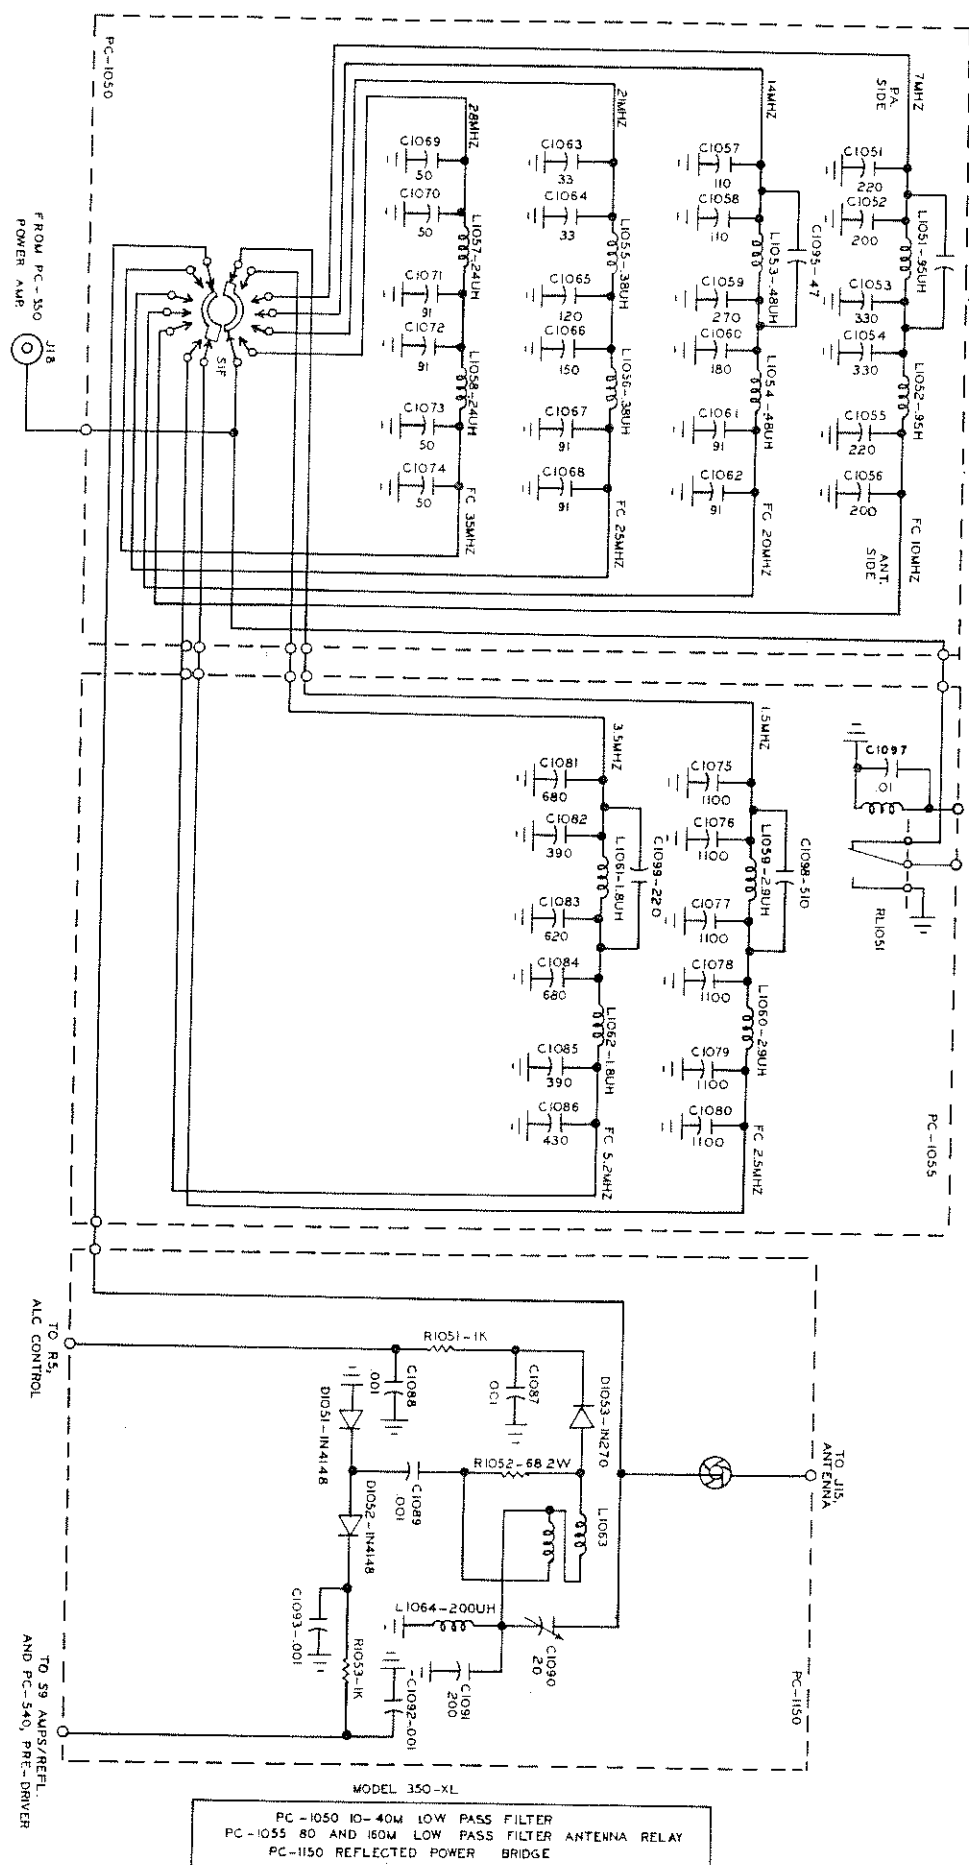 PC-1050
7MHZ
PA.
SIDE
C1051
220
C1052
200
L1051-.95UH
C1053
330
C1054
330
L1052-.95H
C1055
220
C1056
200
FC 10MHZ
ANT.
SIDE
14MHZ
C1057
110
C1058
110
L1053-.48UH
C1095-47
C1059
270
C1060
180
L1054-.48UH
C1061
91
C1062
91
FC 20MHZ
21MHZ
C1063
33
C1064
33
L1055-.38UH
C1065
120
C1066
150
L1056-.38UH
C1067
91
C1068
91
FC 25MHZ
28MHZ
C1069
50
C1070
50
L1057-.24UH
C1071
91
C1072
91
L1058-.24UH
C1073
50
C1074
50
FC 35MHZ
S1F
J18
FROM PC-550
POWER AMP.
PC-1055
C1097
.01
RL1051
1.5MHZ
C1075
1100
C1076
1100
L1059-2.9UH
C1098-510
C1077
1100
C1078
1100
L1060-2.9UH
C1079
1100
C1080
1100
FC 2.5MHZ
3.5MHZ
C1081
680
C1082
390
L1061-1.8UH
C1099-220
C1083
620
C1084
680
L1062-1.8UH
C1085
390
C1086
430
FC 5.2MHZ
PC-1150
TO J15,
ANTENNA
D1053-1N270
R1051-1K
C1087
.001
C1088
.001
R1052-68 2W
L1063
D1051-1N4148
C1089
.001
D1052-1N4148
L1064-200UH
C1090
20
C1091
200
C1093-.001
R1053-1K
C1092-.001
TO R5,
ALC CONTROL
TO S9 AMPS/REFL.
AND PC-540, PRE-DRIVER
MODEL 350-XL
PC-1050 10-40M LOW PASS FILTER
PC-1055 80 AND 160M LOW PASS FILTER ANTENNA RELAY
PC-1150 REFLECTED POWER BRIDGE